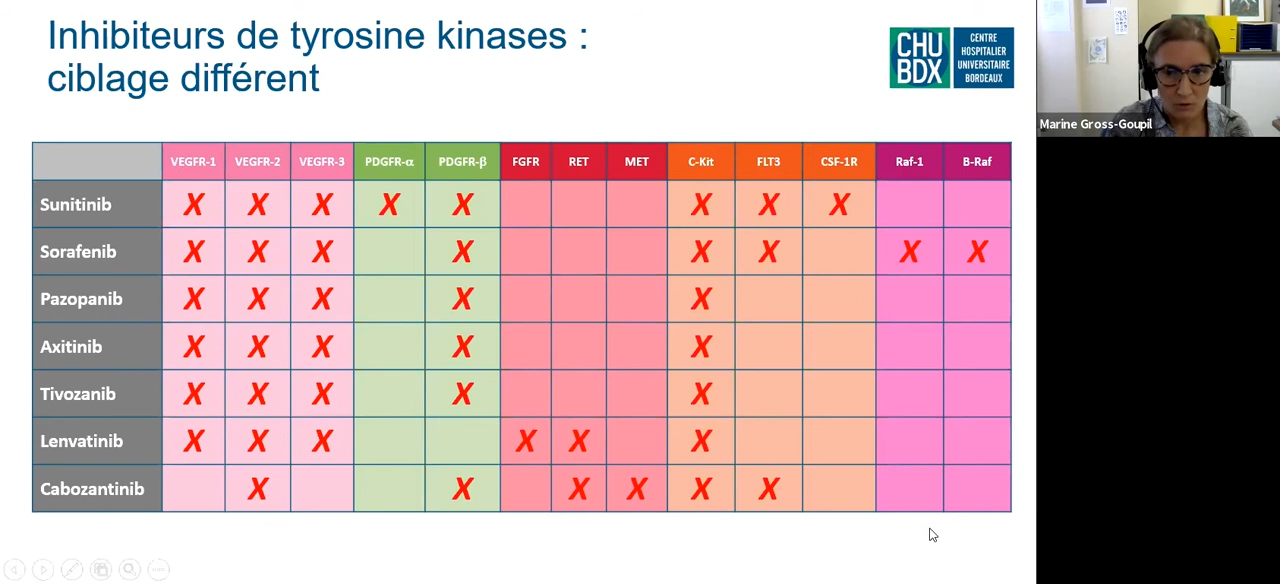 Inhibiteurs de tyrosine kinases :
ciblage différent
CHU
BDX
CENTRE
HOSPITALIER
UNIVERSITAIRE
BORDEAUX
Marine Gross-Goupil
VEGFR-1 VEGFR-2 VEGFR-3 PDGFR-α PDGFR-β FGFR RET MET C-Kit FLT3 CSF-1R Raf-1 B-Raf
Sunitinib X X X X X X X X
Sorafenib X X X X X X X X
Pazopanib X X X X X
Axitinib X X X X X
Tivozanib X X X X X
Lenvatinib X X X X X X
Cabozantinib X X X X X X